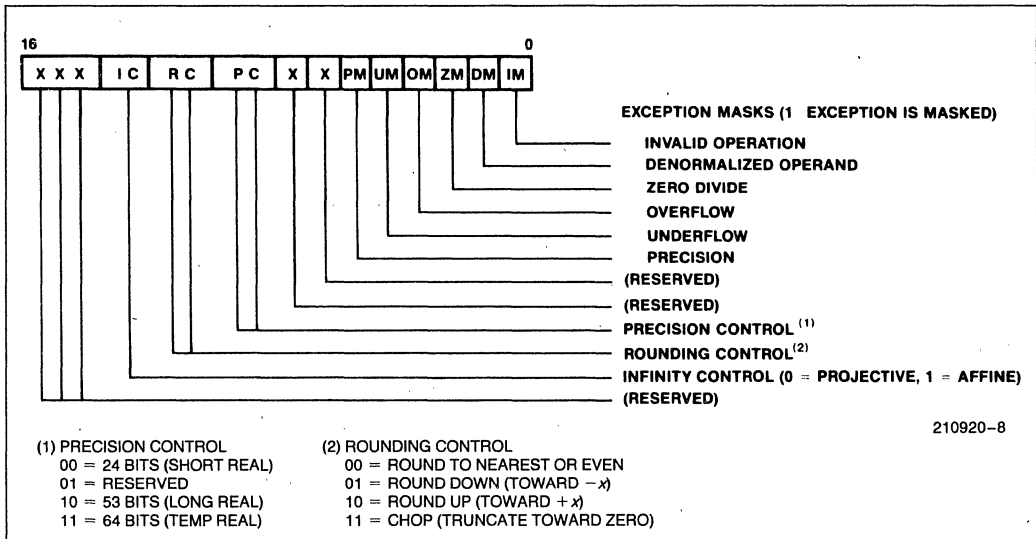 16 0
X X X I C R C P C X X PM UM OM ZM DM IM
EXCEPTION MASKS (1 EXCEPTION IS MASKED)
INVALID OPERATION
DENORMALIZED OPERAND
ZERO DIVIDE
OVERFLOW
UNDERFLOW
PRECISION
(RESERVED)
(RESERVED)
PRECISION CONTROL (1)
ROUNDING CONTROL(2)
INFINITY CONTROL (0 = PROJECTIVE, 1 = AFFINE)
(RESERVED)
210920-8
(1) PRECISION CONTROL
00 = 24 BITS (SHORT REAL)
01 = RESERVED
10 = 53 BITS (LONG REAL)
11 = 64 BITS (TEMP REAL)
(2) ROUNDING CONTROL
00 = ROUND TO NEAREST OR EVEN
01 = ROUND DOWN (TOWARD −x)
10 = ROUND UP (TOWARD +x)
11 = CHOP (TRUNCATE TOWARD ZERO)